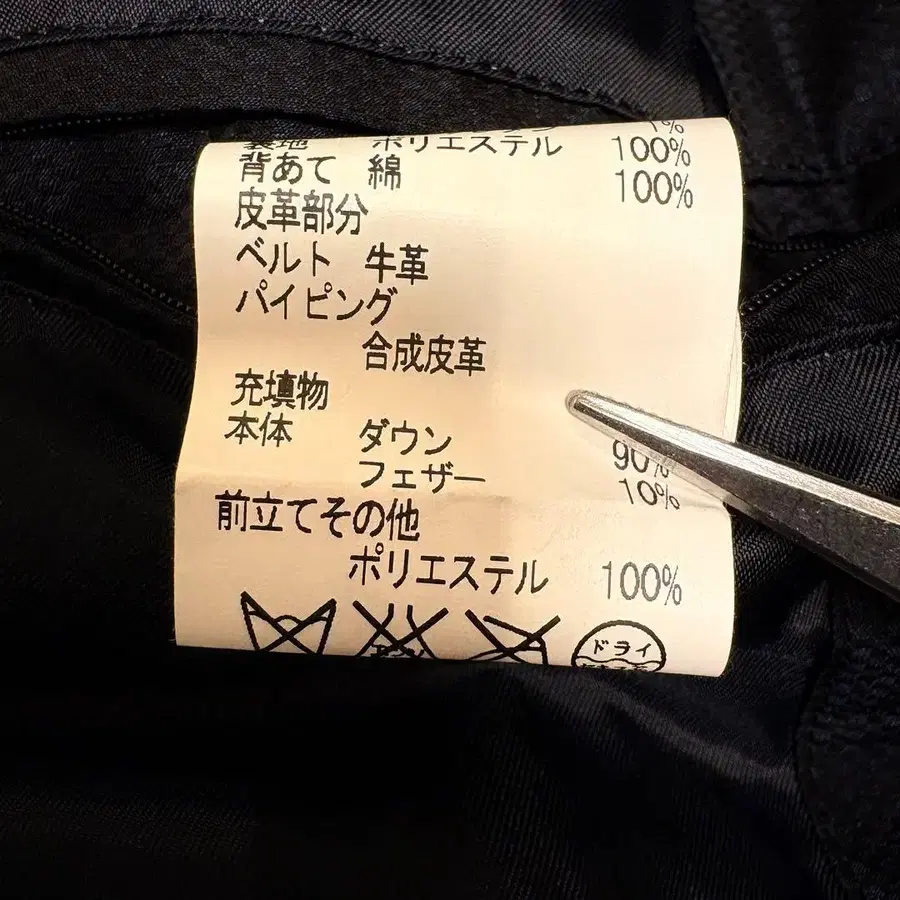 1%
裏地 ポリエステル 100%
背あて 綿 100%
皮革部分
ベルト 牛革
パイピング
合成皮革
充填物
本体 ダウン 90%
フェザー 10%
前立てその他
ポリエステル 100%
ドライ